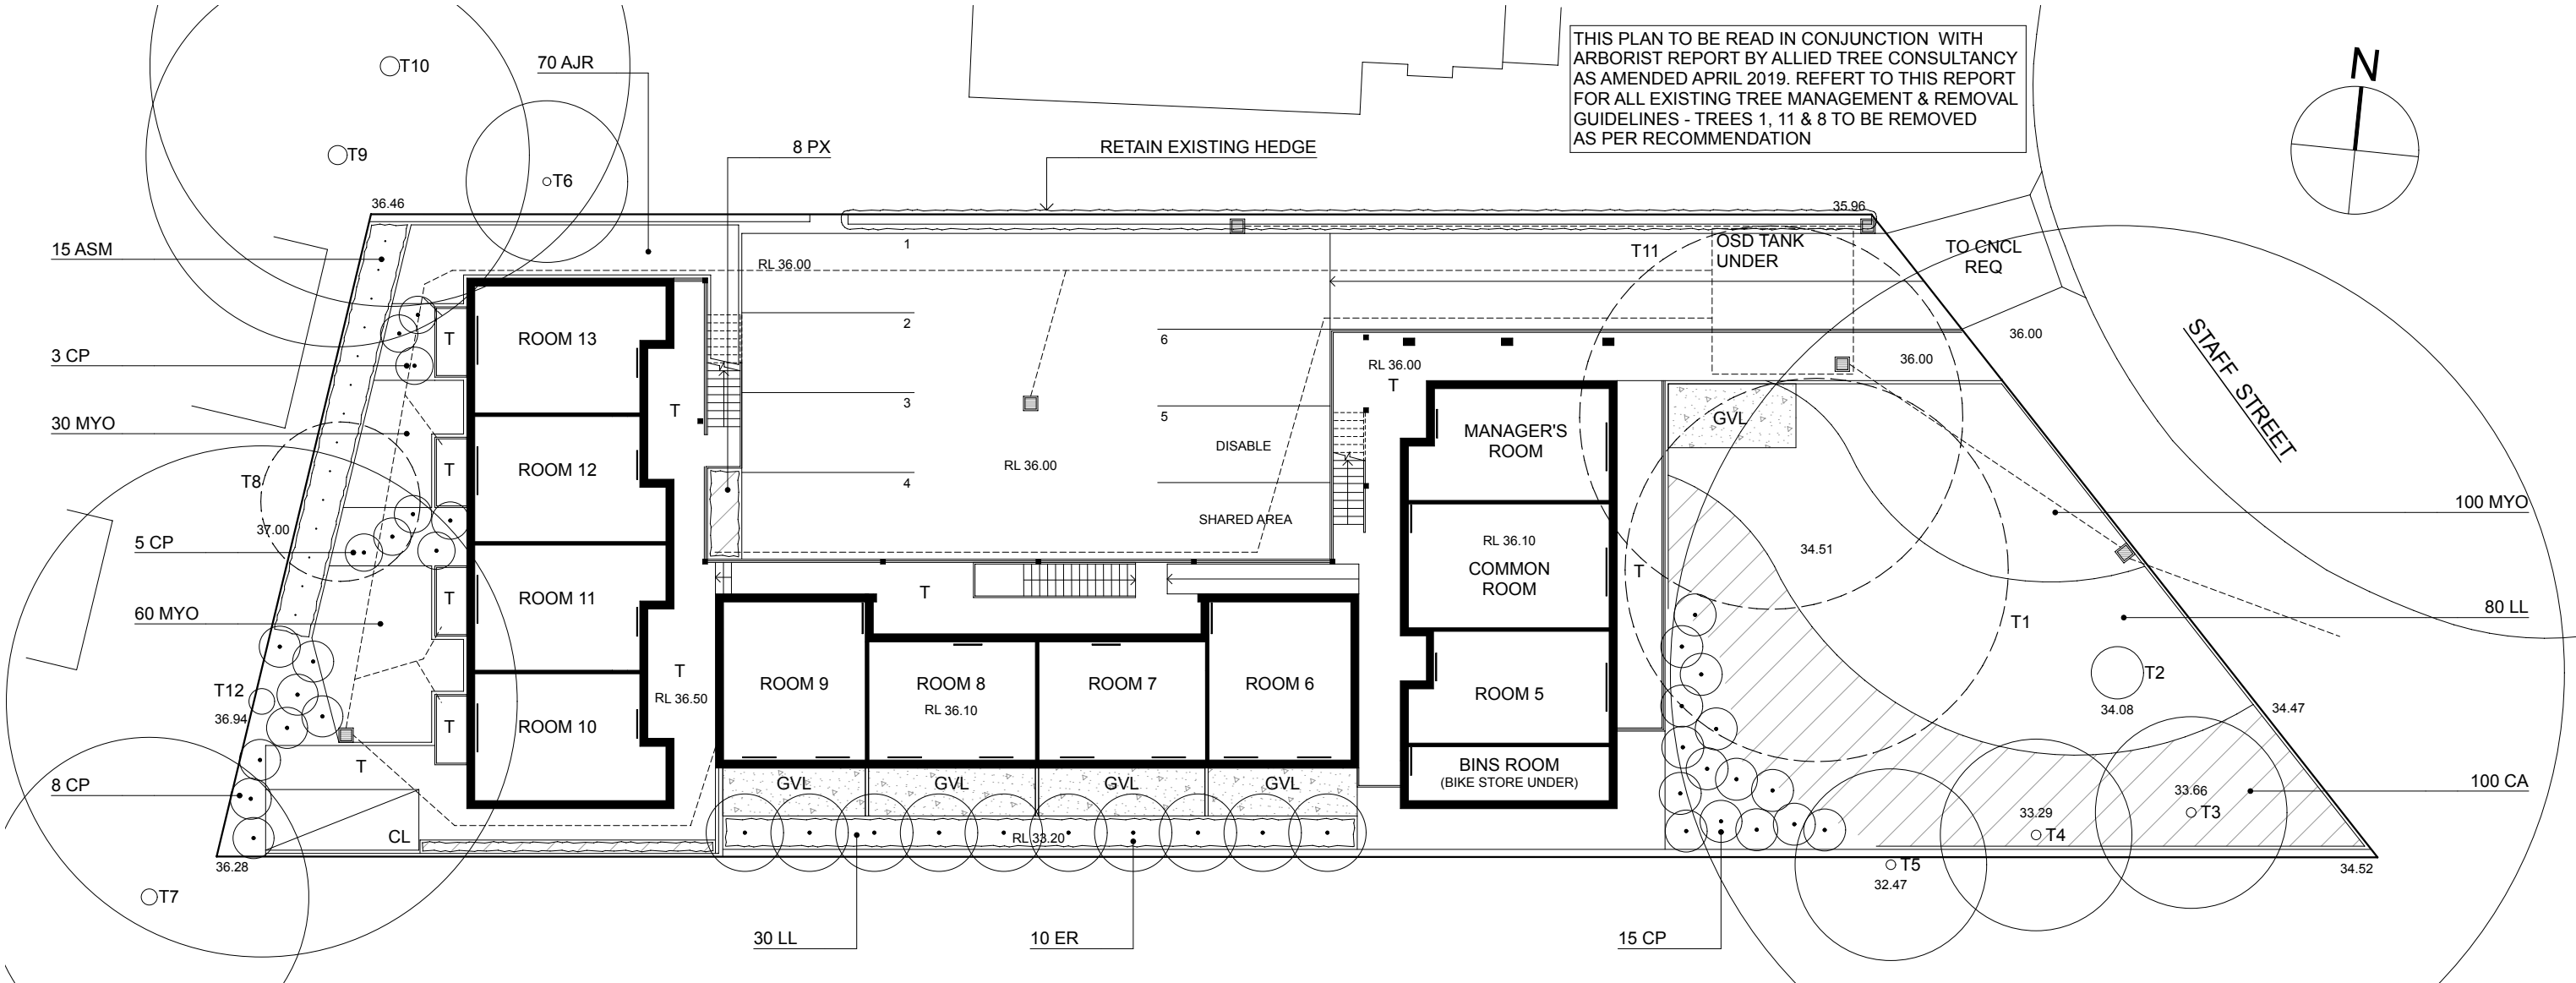 THIS PLAN TO BE READ IN CONJUNCTION WITH
ARBORIST REPORT BY ALLIED TREE CONSULTANCY
AS AMENDED APRIL 2019. REFERT TO THIS REPORT
FOR ALL EXISTING TREE MANAGEMENT & REMOVAL
GUIDELINES - TREES 1, 11 & 8 TO BE REMOVED
AS PER RECOMMENDATION
N
T10
70 AJR
T9
8 PX
RETAIN EXISTING HEDGE
T6
36.46
35.96
15 ASM
1
RL 36.00
T11
OSD TANK
UNDER
TO CNCL
REQ
STAFF STREET
2
6
36.00
36.00
ROOM 13
T
3 CP
RL 36.00
T
3
T
5
30 MYO
MANAGER'S
ROOM
GVL
DISABLE
RL 36.00
ROOM 12
T
T8
4
100 MYO
37.00
SHARED AREA
5 CP
RL 36.10
COMMON
ROOM
34.51
T
ROOM 11
T
T
60 MYO
80 LL
T1
T
RL 36.50
T12
36.94
ROOM 9
ROOM 8
RL 36.10
ROOM 7
ROOM 6
ROOM 5
T2
34.08
34.47
ROOM 10
T
T
BINS ROOM
(BIKE STORE UNDER)
8 CP
GVL
GVL
GVL
GVL
100 CA
33.66
T3
33.29
T4
CL
RL 33.20
36.28
T5
32.47
34.52
T7
30 LL
10 ER
15 CP